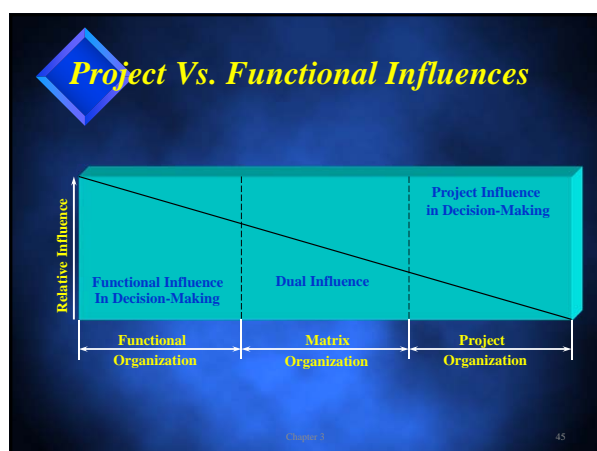 Project Vs. Functional Influences
Relative Influence
Project Influence
in Decision-Making
Functional Influence
In Decision-Making
Dual Influence
Functional
Organization
Matrix
Organization
Project
Organization
Chapter 3
45